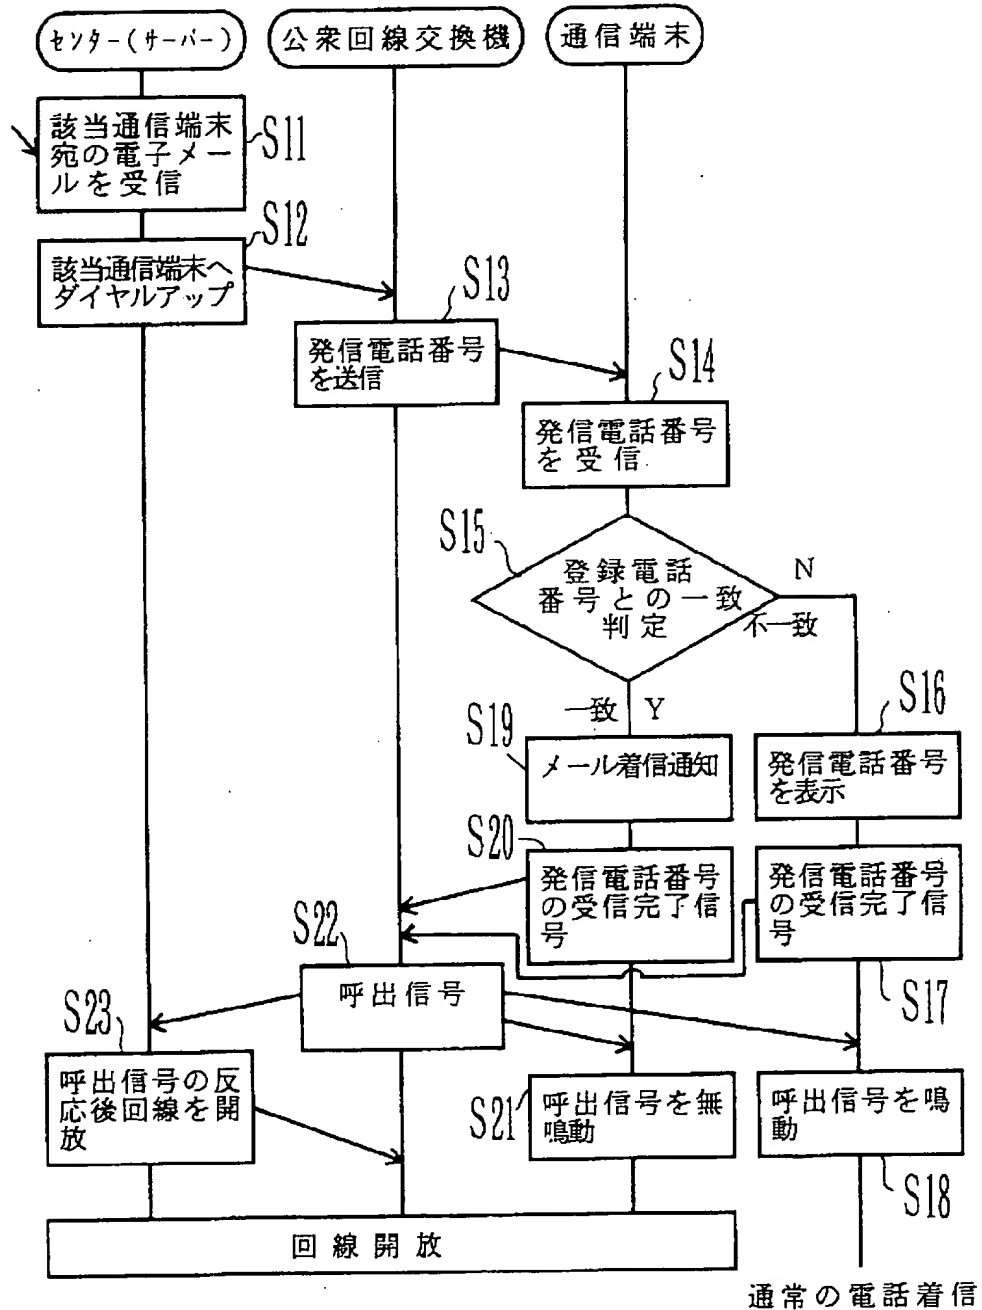 センター(サーバー)
公衆回線交換機
通信端末
該当通信端末
宛の電子メー
ルを受信
S11
S12
該当通信端末へ
ダイヤルアップ
S13
発信電話番号
を送信
S14
発信電話番号
を受信
S15
登録電話
番号との一致
判定
N
不一致
一致
Y
S19
メール着信通知
S16
発信電話番号
を表示
S20
発信電話番号
の受信完了信
号
発信電話番号
の受信完了信
号
S17
S22
呼出信号
S23
呼出信号の反
応後回線を開
放
S21
呼出信号を無
鳴動
呼出信号を鳴
動
S18
回線開放
通常の電話着信